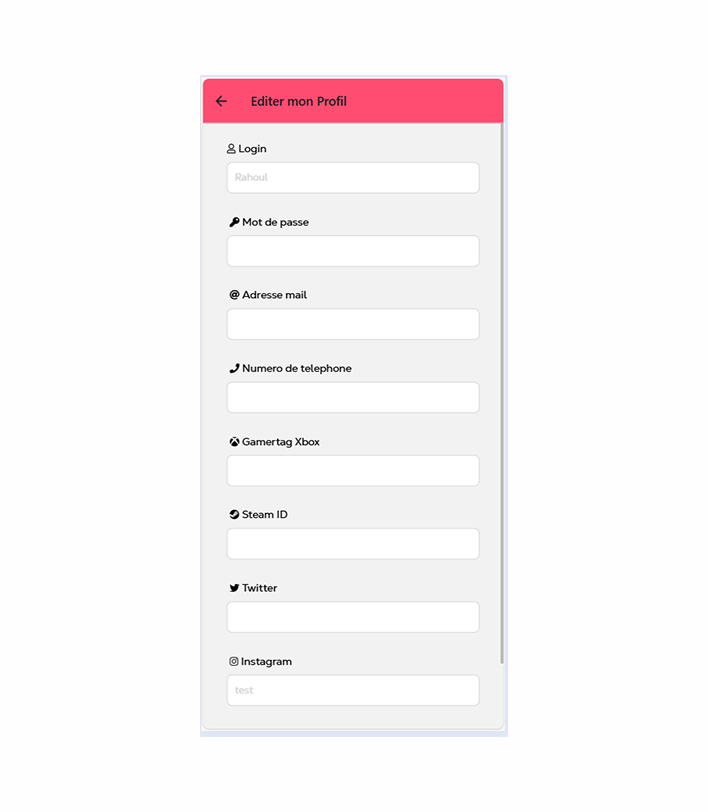 Editer mon Profil
Login
Rahoul
Mot de passe
Adresse mail
Numero de telephone
Gamertag Xbox
Steam ID
Twitter
Instagram
test